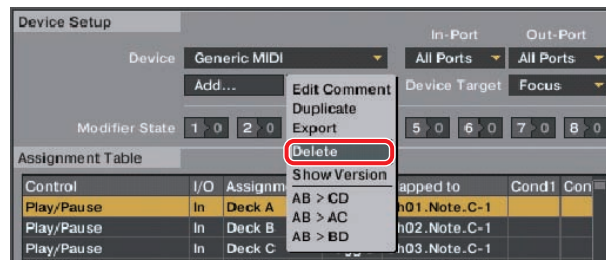 Device Setup
In-Port Out-Port
Device Generic MIDI All Ports All Ports
Add... Device Target Focus
Edit Comment
Duplicate
Export
Delete
Show Version
AB > CD
AB > AC
AB > BD
Modifier State 1 0 2 0 5 0 6 0 7 0 8 0
Assignment Table
Control I/O Assignm apped to Cond1 Con
Play/Pause In Deck A h01.Note.C-1
Play/Pause In Deck B h02.Note.C-1
Play/Pause In Deck C h03.Note.C-1